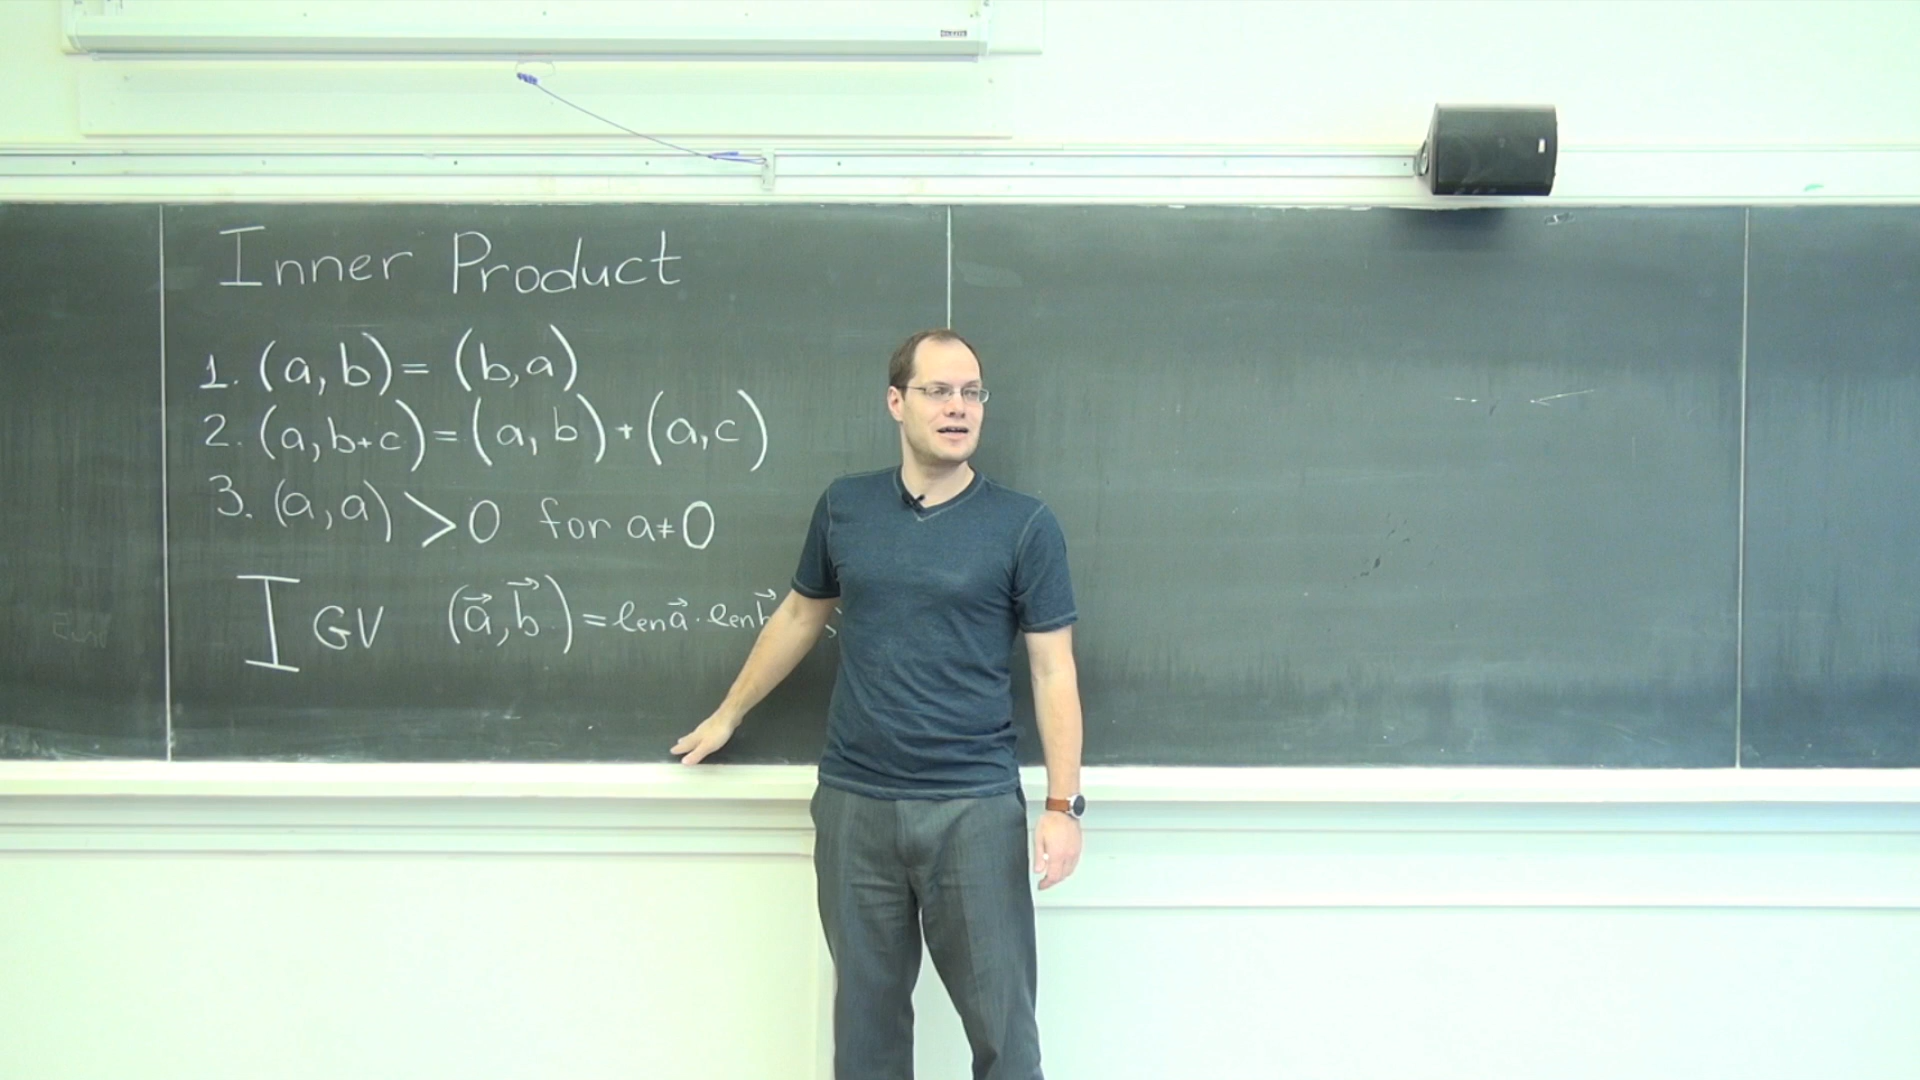 Inner Product
1. (a, b) = (b, a)
2. (a, b+c) = (a, b) + (a, c)
3. (a, a) > 0 for a ≠ 0
I GV (a⃗, b⃗) = len a⃗ · len b⃗